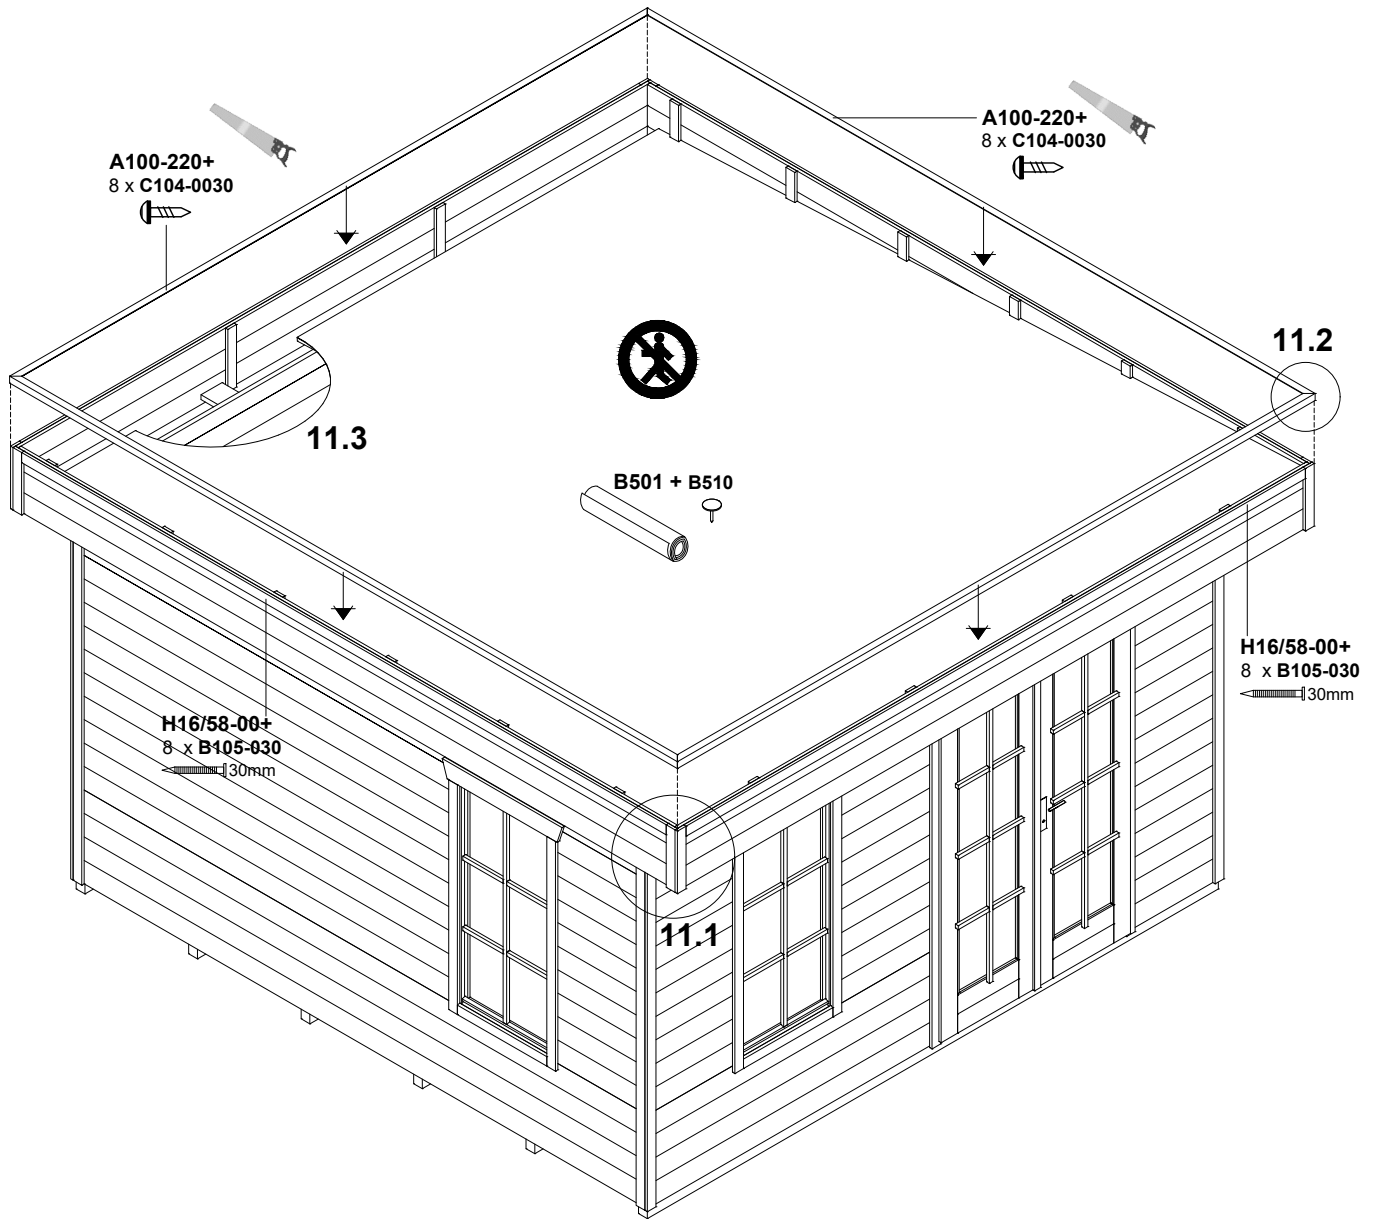 A100-220+
8 x C104-0030
A100-220+
8 x C104-0030
11.2
11.3
B501 + B510
H16/58-00+
8 x B105-030
30mm
H16/58-00+
8 x B105-030
30mm
11.1